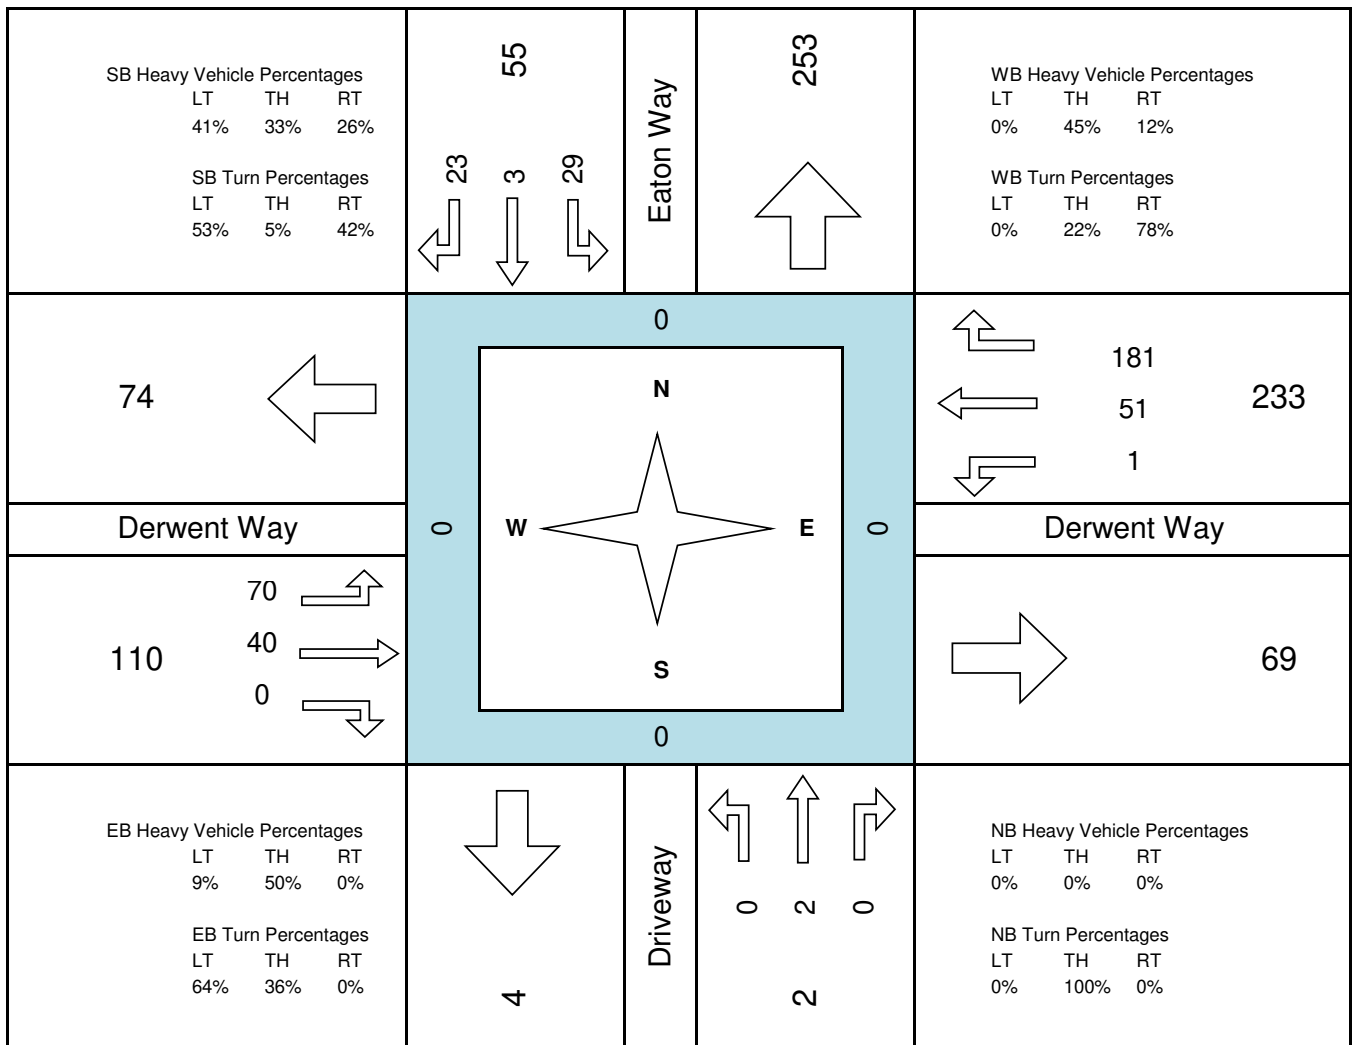 SB Heavy Vehicle Percentages
LT TH RT
41% 33% 26%
SB Turn Percentages
LT TH RT
53% 5% 42%
55
23 3 29
Eaton Way
253
WB Heavy Vehicle Percentages
LT TH RT
0% 45% 12%
WB Turn Percentages
LT TH RT
0% 22% 78%
74
0
N
W E
S
0
0
0
181
51
1
233
Derwent Way
Derwent Way
70
40
0
110
69
EB Heavy Vehicle Percentages
LT TH RT
9% 50% 0%
EB Turn Percentages
LT TH RT
64% 36% 0%
4
Driveway
0 2 0
2
NB Heavy Vehicle Percentages
LT TH RT
0% 0% 0%
NB Turn Percentages
LT TH RT
0% 100% 0%